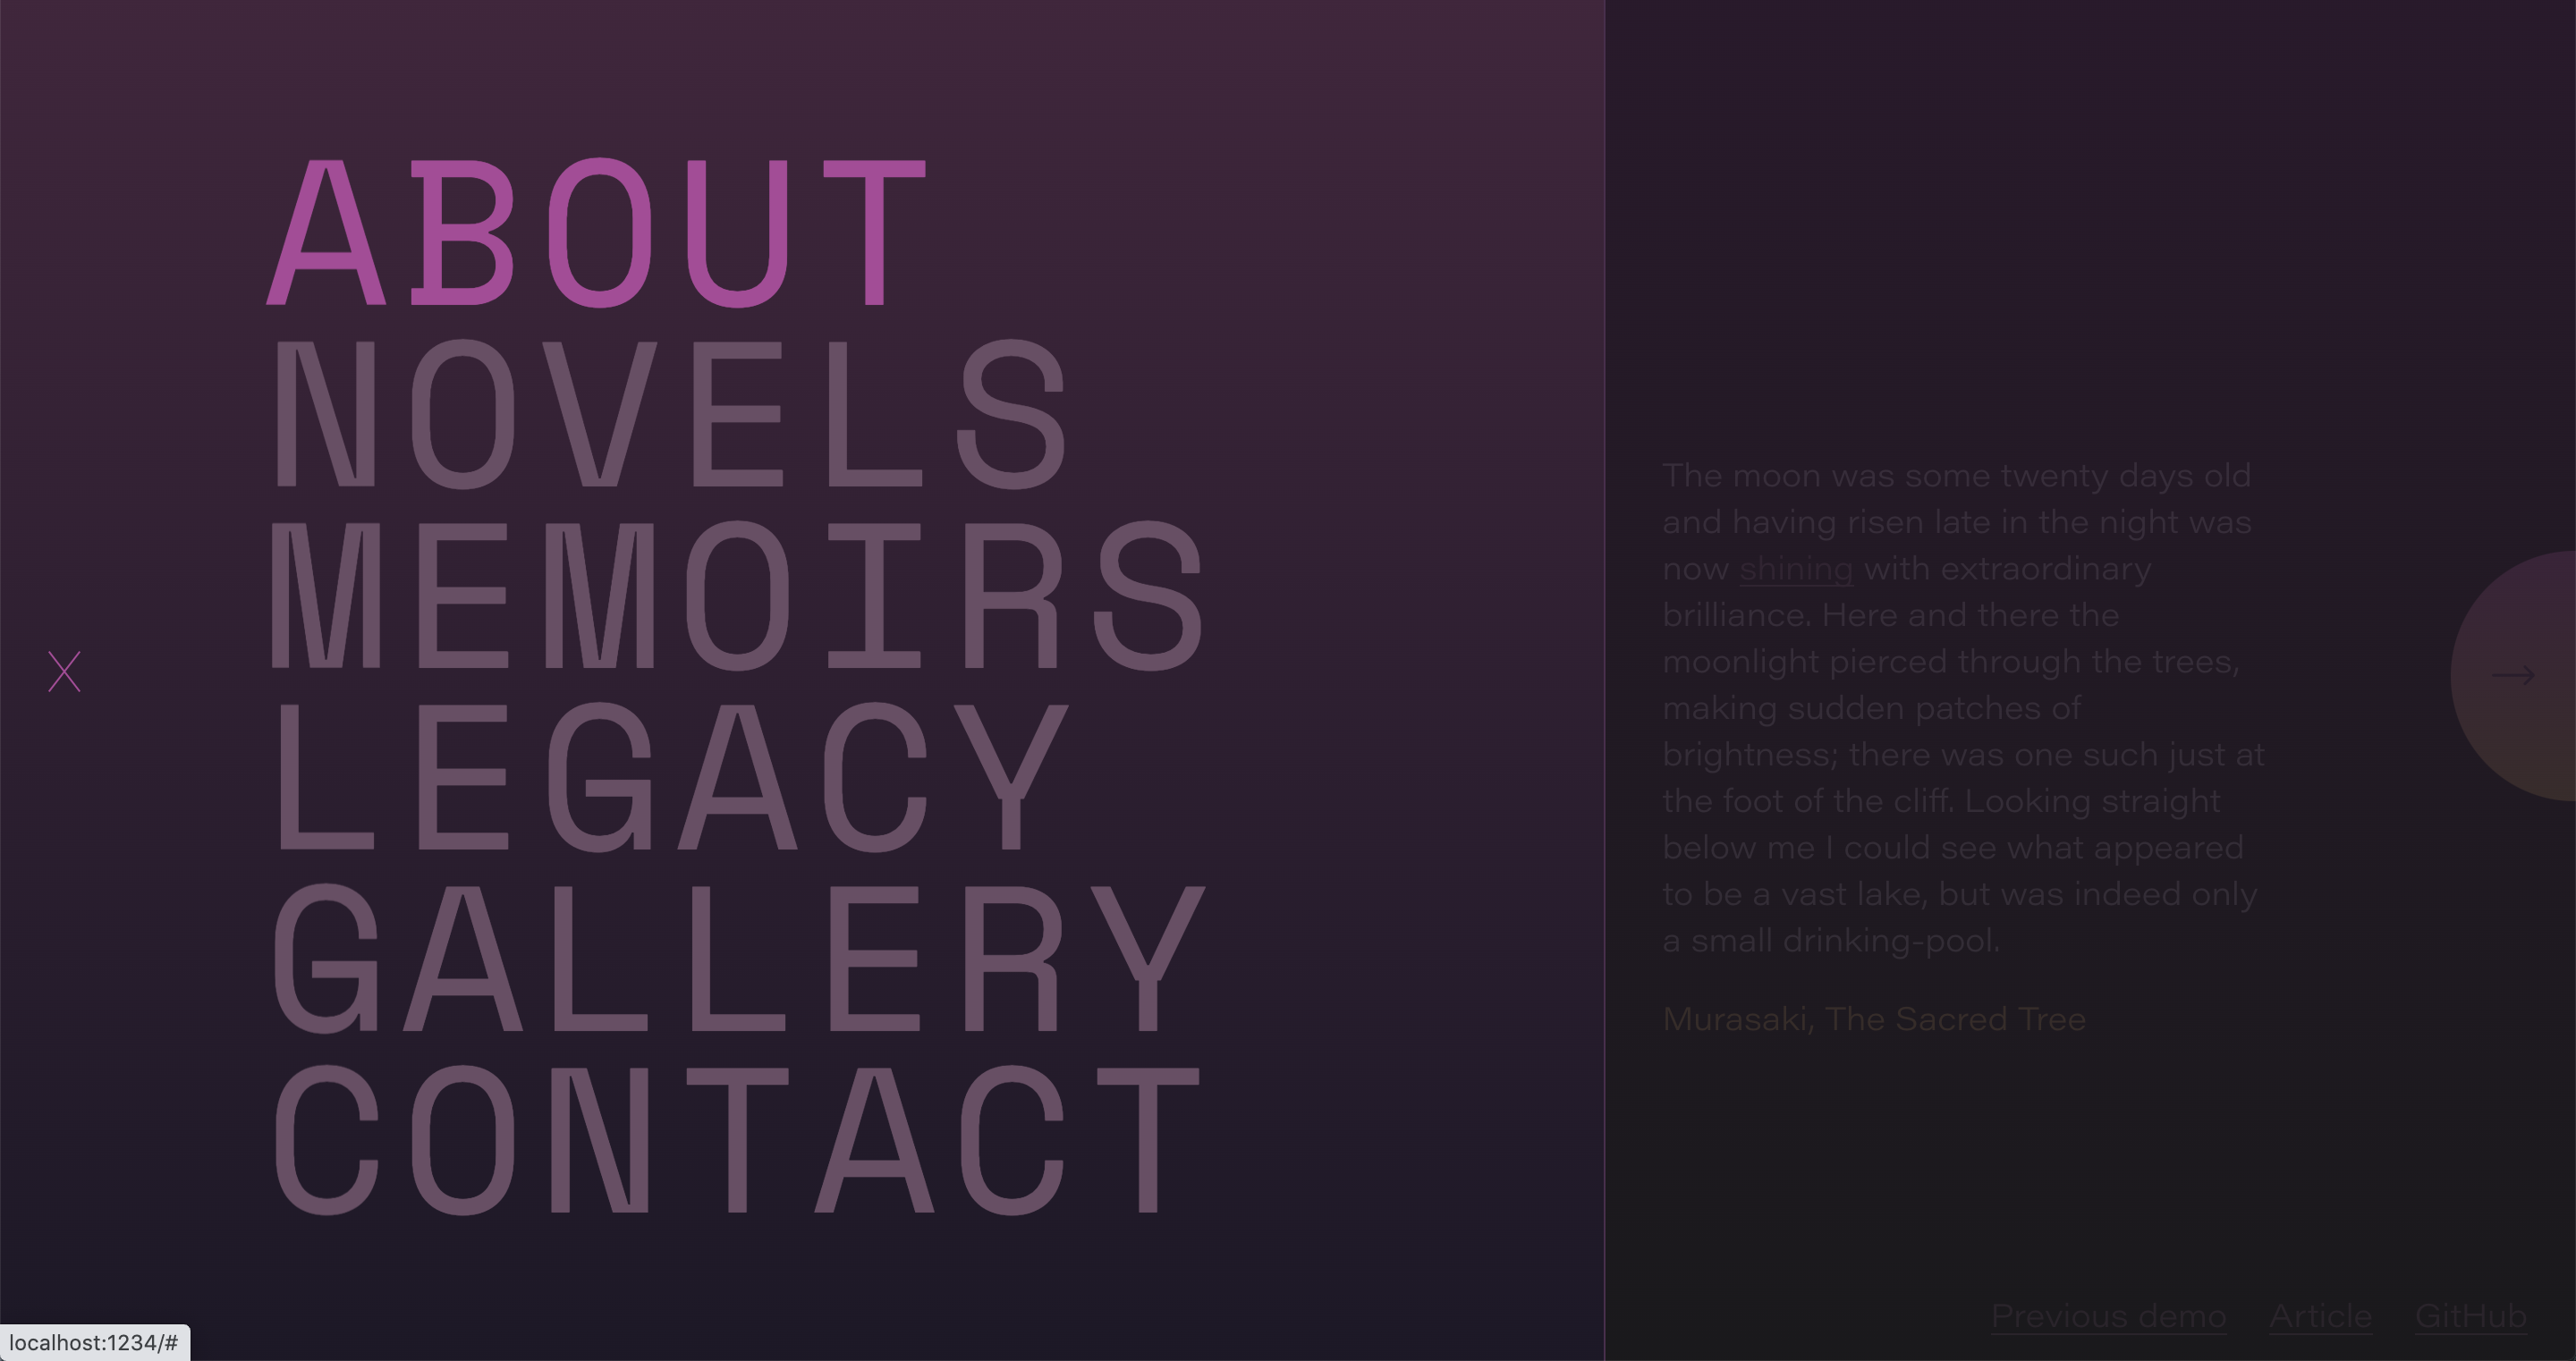 ABOUT
NOVELS
MEMOIRS
LEGACY
GALLERY
CONTACT
The moon was some twenty days old
and having risen late in the night was
now shining with extraordinary
brilliance. Here and there the
moonlight pierced through the trees,
making sudden patches of
brightness; there was one such just at
the foot of the cliff. Looking straight
below me I could see what appeared
to be a vast lake, but was indeed only
a small drinking-pool.
Murasaki, The Sacred Tree
Previous demo Article GitHub
localhost:1234/#